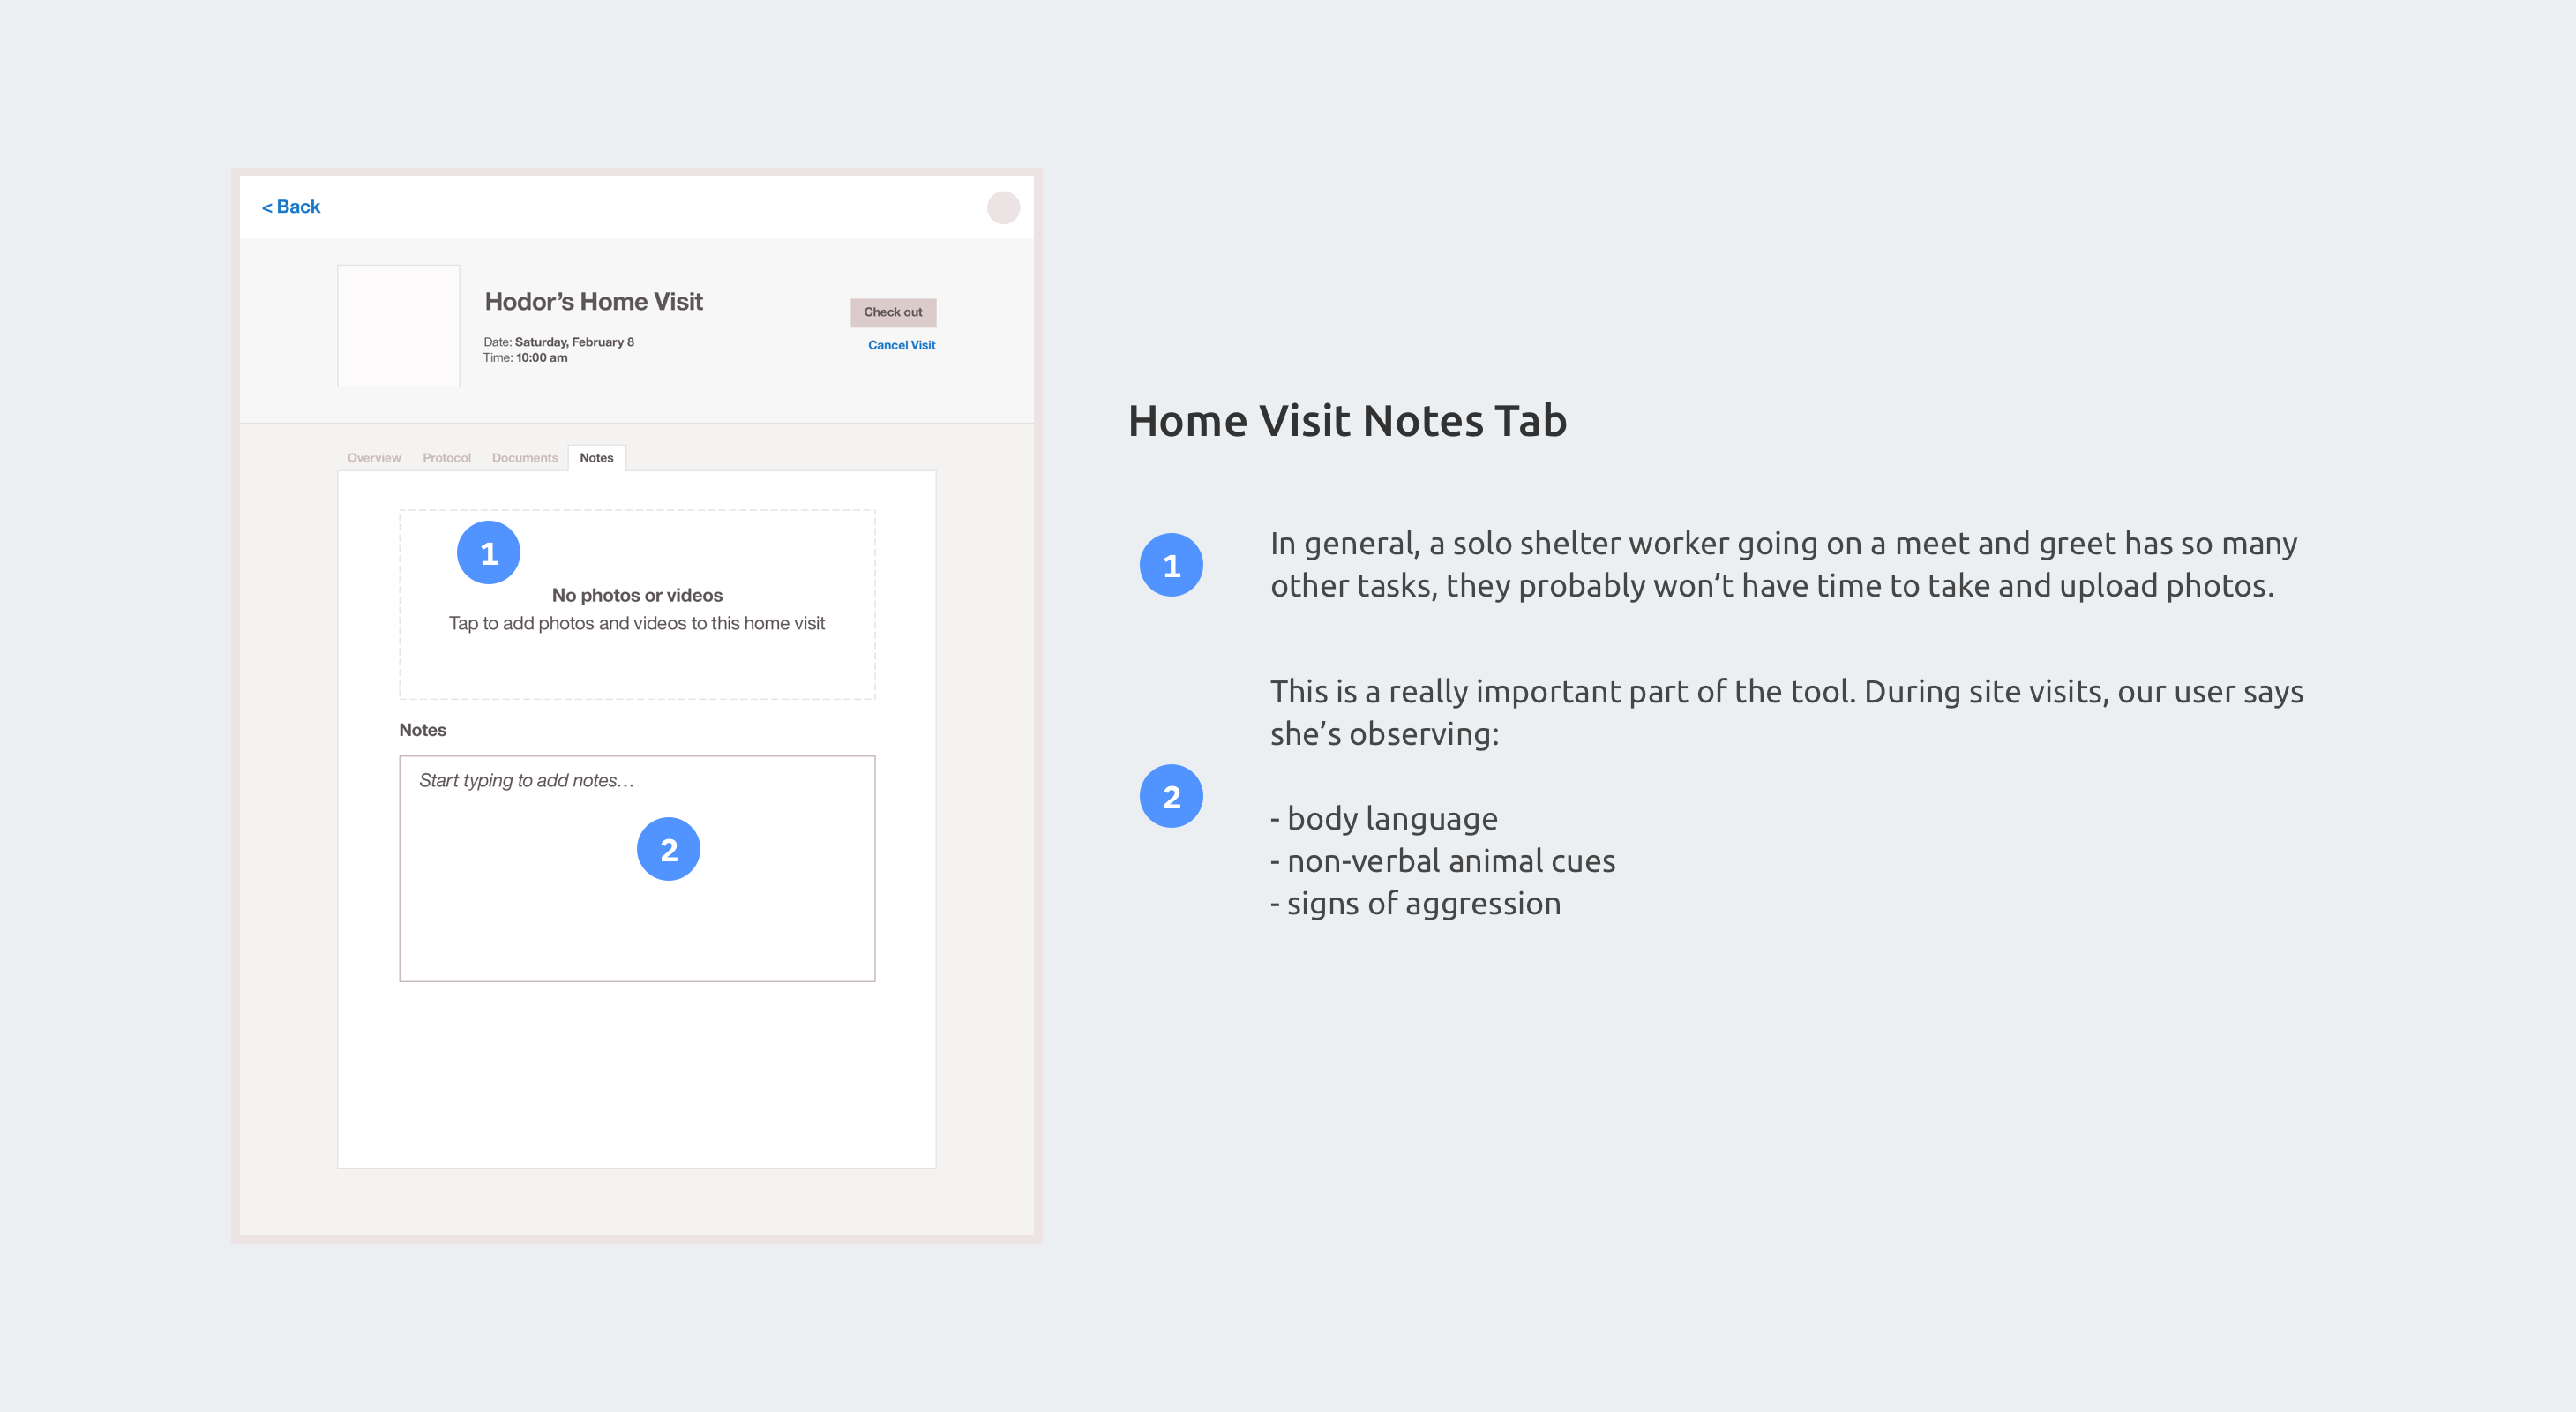 < Back
Hodor’s Home Visit
Date: Saturday, February 8
Time: 10:00 am
Check out
Cancel Visit
Overview Protocol Documents Notes
1
No photos or videos
Tap to add photos and videos to this home visit
Notes
Start typing to add notes…
2
Home Visit Notes Tab
1
In general, a solo shelter worker going on a meet and greet has so many
other tasks, they probably won’t have time to take and upload photos.
2
This is a really important part of the tool. During site visits, our user says
she’s observing:
- body language
- non-verbal animal cues
- signs of aggression